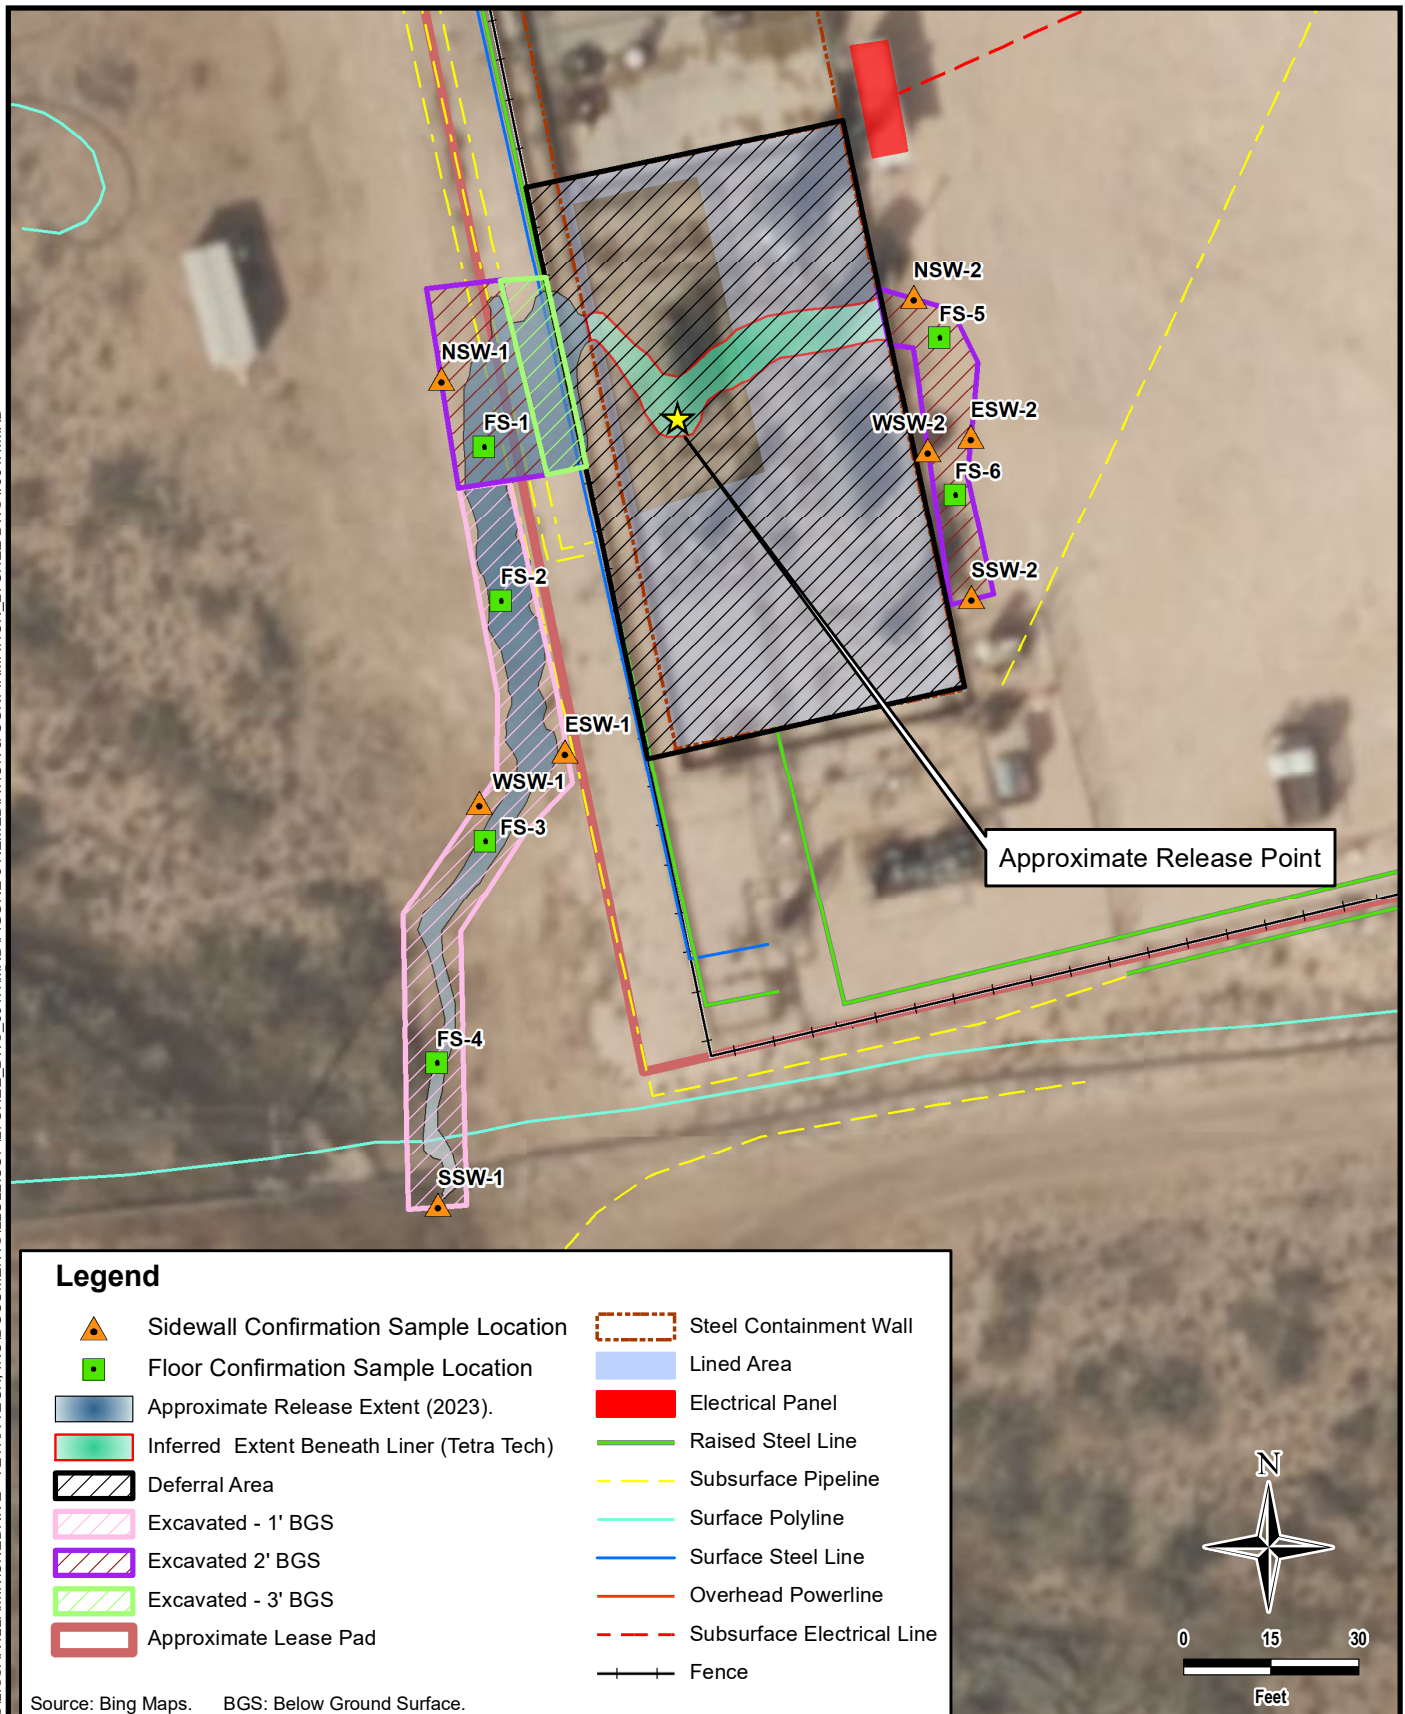 NSW-2
FS-5
NSW-1
ESW-2
FS-1
WSW-2
FS-6
SSW-2
FS-2
ESW-1
WSW-1
FS-3
Approximate Release Point
FS-4
SSW-1
Legend
Sidewall Confirmation Sample Location
Floor Confirmation Sample Location
Approximate Release Extent (2023).
Inferred  Extent Beneath Liner (Tetra Tech)
Deferral Area
Excavated - 1' BGS
Excavated 2' BGS
Excavated - 3' BGS
Approximate Lease Pad
Steel Containment Wall
Lined Area
Electrical Panel
Raised Steel Line
Subsurface Pipeline
Surface Polyline
Surface Steel Line
Overhead Powerline
Subsurface Electrical Line
Fence
Source: Bing Maps.
BGS: Below Ground Surface.
N
0 15 30
Feet